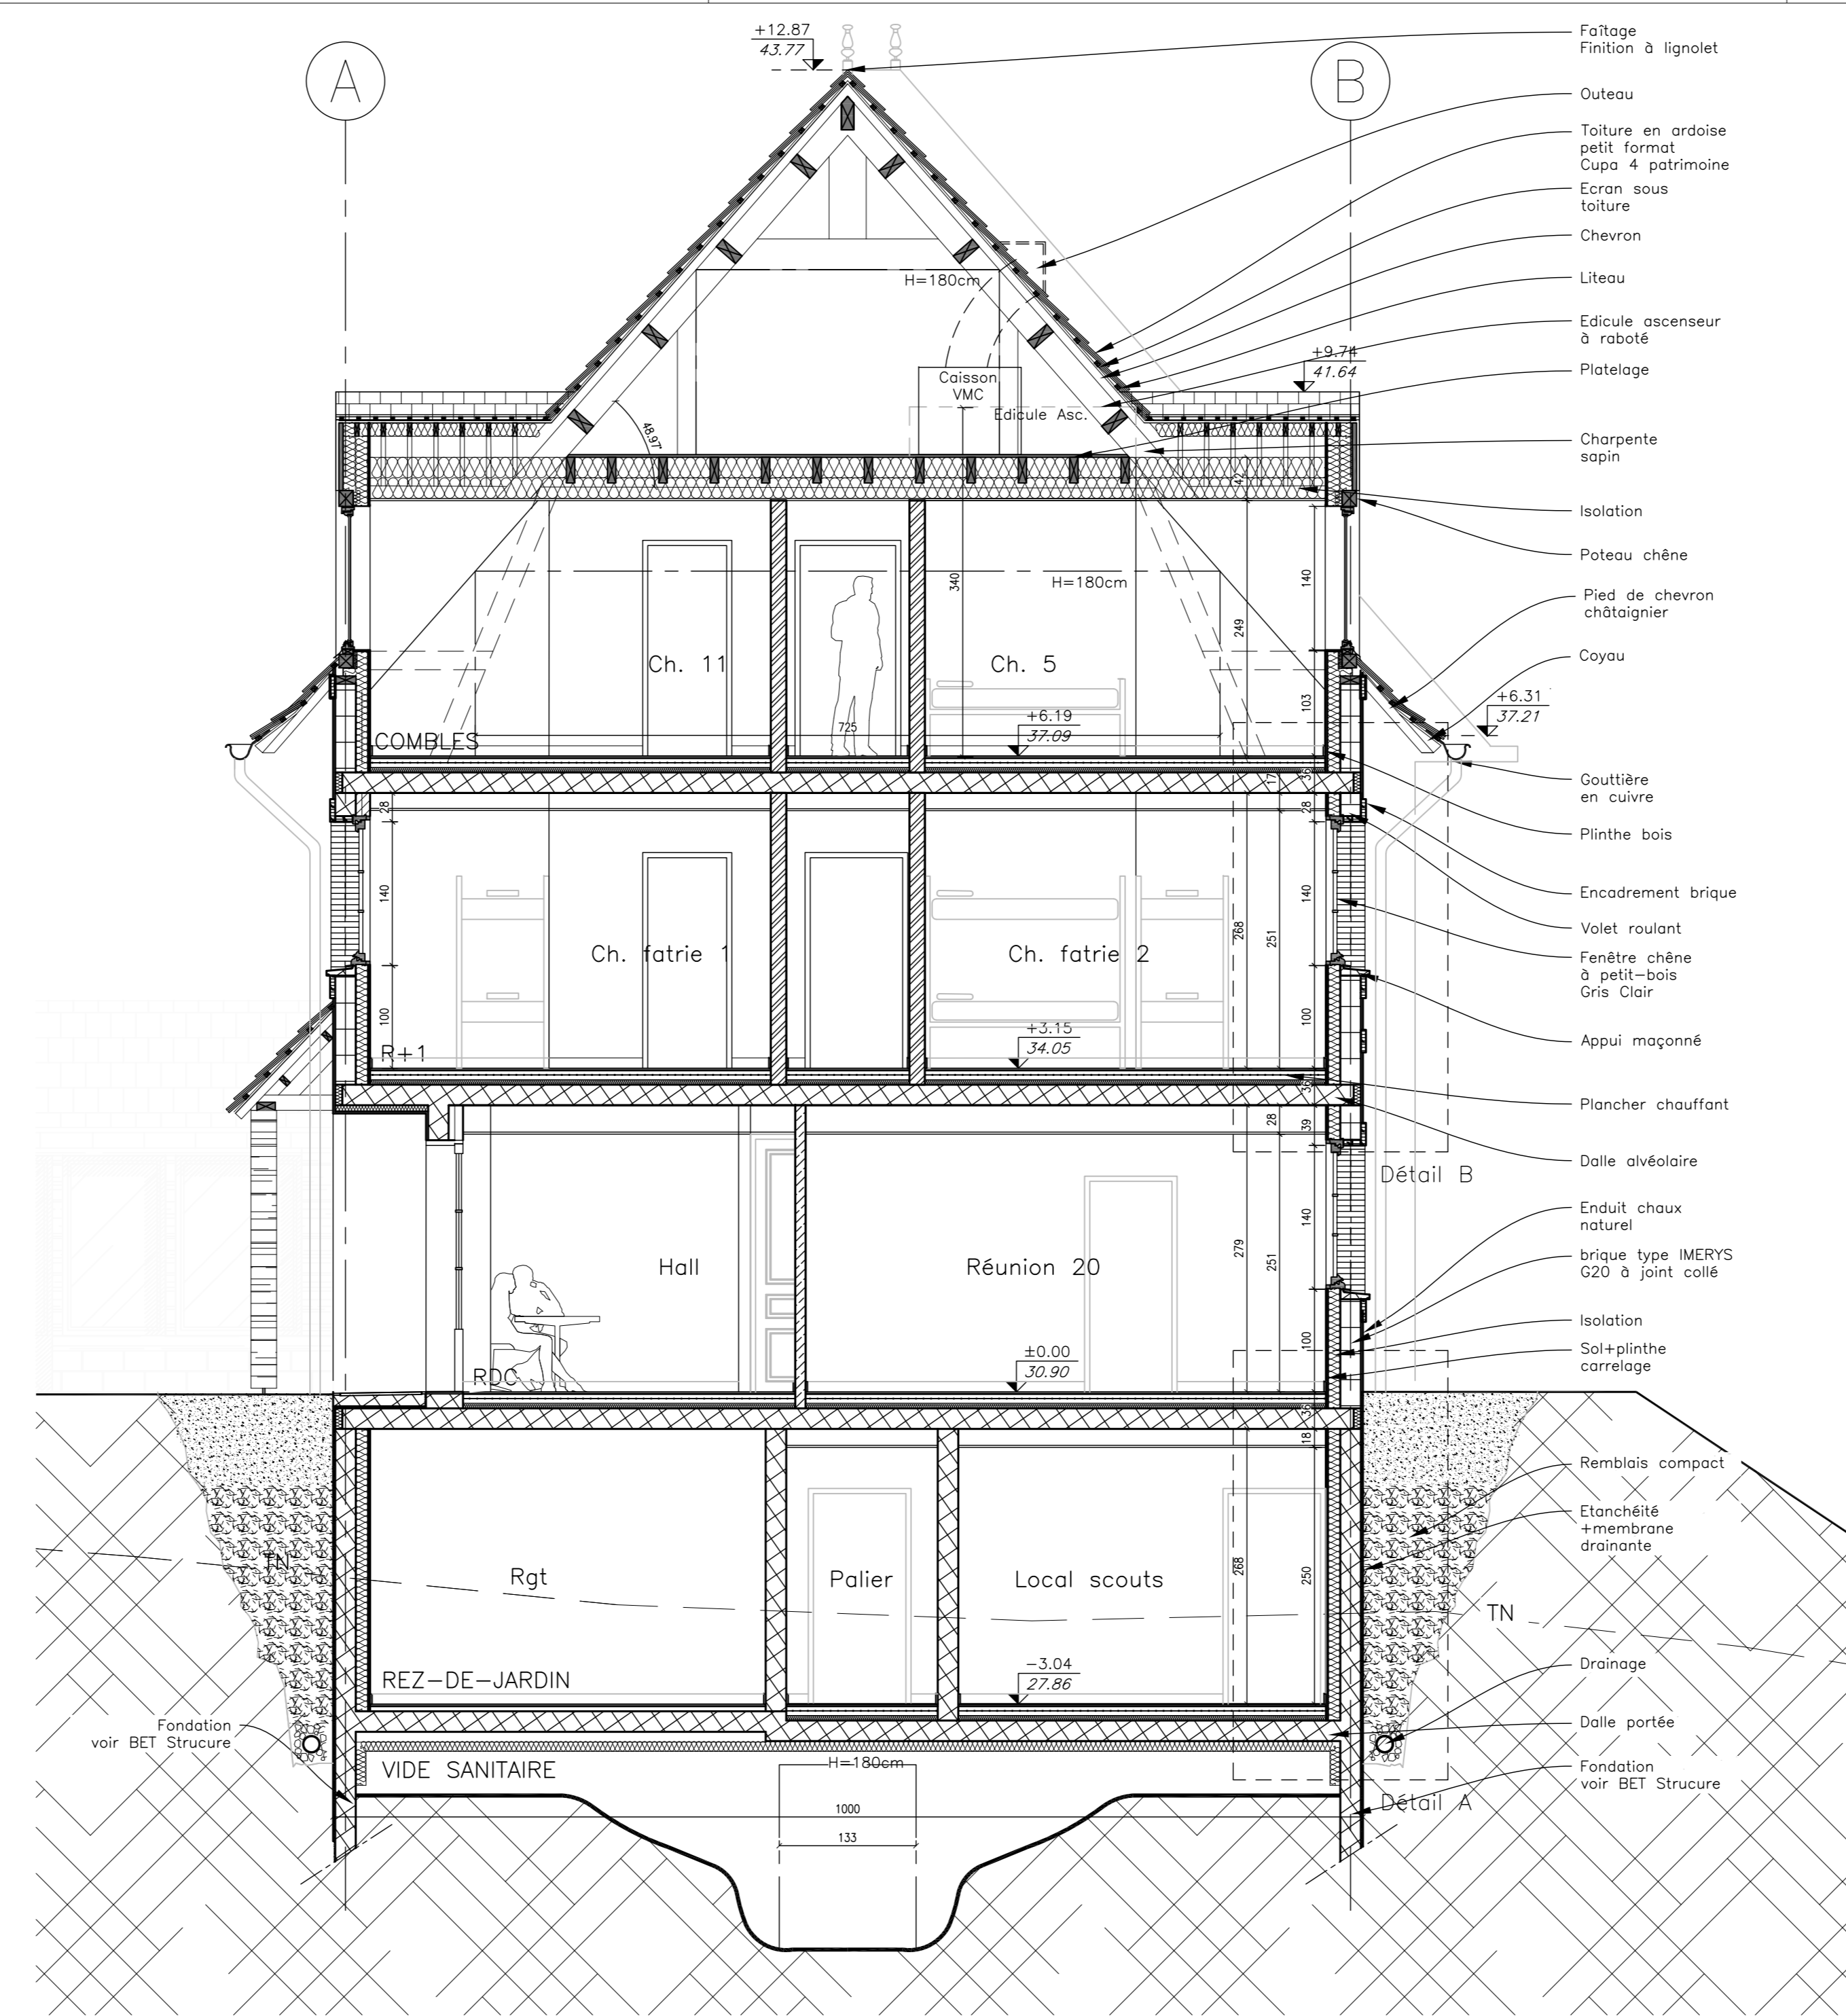 A
B
+12.87
43.77
Faîtage
Finition à lignolet
Outeau
Toiture en ardoise
petit format
Cupa 4 patrimoine
Ecran sous
toiture
Chevron
Liteau
Edicule ascenseur
à raboté
Platelage
Charpente
sapin
Isolation
Poteau chêne
Pied de chevron
châtaignier
Coyau
Gouttière
en cuivre
Plinthe bois
Encadrement brique
Volet roulant
Fenêtre chêne
à petit-bois
Gris Clair
Appui maçonné
Plancher chauffant
Dalle alvéolaire
Enduit chaux
naturel
brique type IMERYS
G20 à joint collé
Isolation
Sol+plinthe
carrelage
Remblais compact
Etanchéité
+membrane
drainante
Drainage
Dalle portée
Fondation
voir BET Strucure
H=180cm
+9.74
41.64
Caisson
VMC
Edicule Asc.
48.97°
42
H=180cm
340
140
249
103
Ch. 11
Ch. 5
725
+6.19
37.09
+6.31
37.21
COMBLES
17
36
28
28
140
140
268
251
Ch. fatrie 1
Ch. fatrie 2
100
100
+3.15
34.05
R+1
36
28
39
Détail B
140
279
251
Hall
Réunion 20
100
±0.00
30.90
RDC
36
18
TN
Rgt
Palier
Local scouts
268
250
TN
REZ-DE-JARDIN
-3.04
27.86
Fondation
voir BET Strucure
VIDE SANITAIRE
H=180cm
1000
133
Détail A